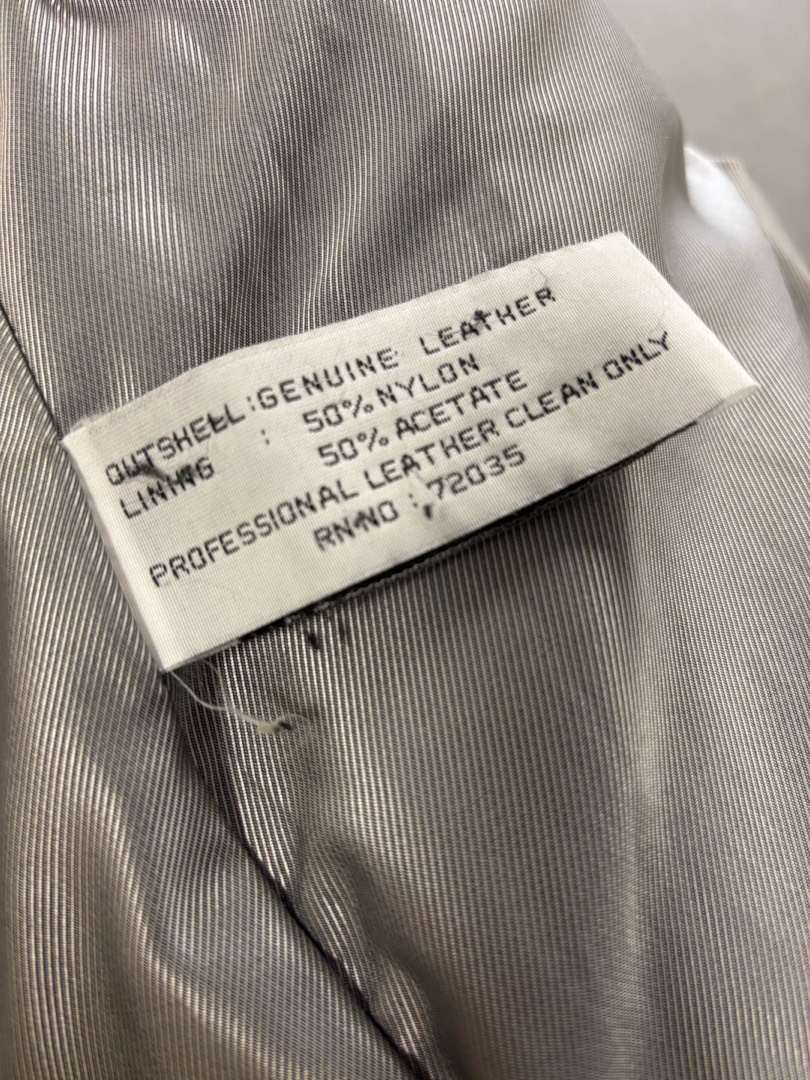 OUTSHELL:GENUINE LEATHER
LINING : 50% NYLON
50% ACETATE
PROFESSIONAL LEATHER CLEAN ONLY
RN NO : 72035